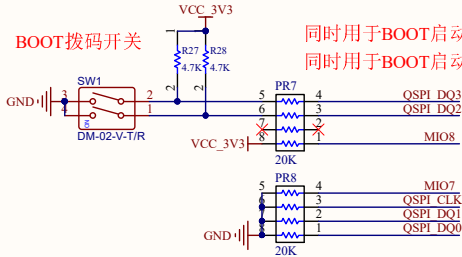 VCC_3V3
BOOT拨码开关
同时用于BOOT启动
同时用于BOOT启动
1 1
R27 R28
4.7K 4.7K
2 2
SW1
PR7
GND
3 2 5 4 QSPI_DQ3
4 1 6 3 QSPI_DQ2
ON
7 2
DM-02-V-T/R
VCC_3V3 8 1 MIO8
20K
PR8
5 4 MIO7
3 QSPI_CLK
2 QSPI_DQ1
GND 1 QSPI_DQ0
20K